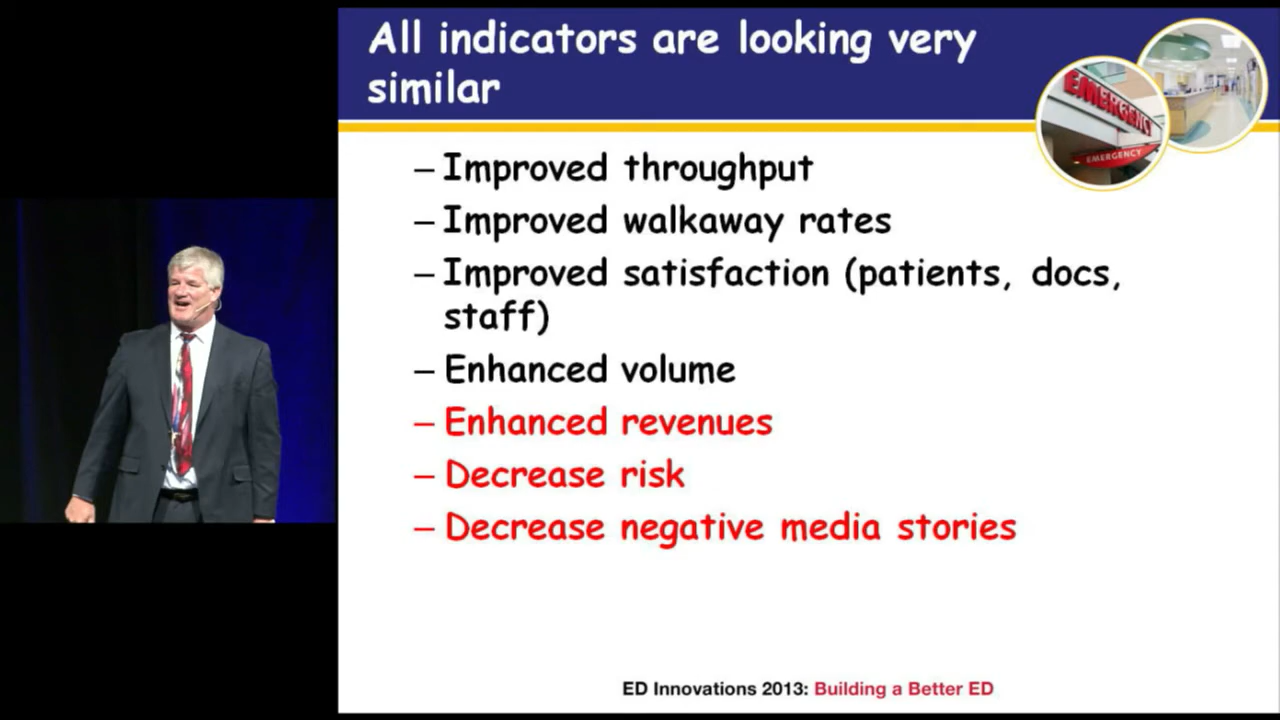 All indicators are looking very
similar
EMERGENCY
EMERGENCY
– Improved throughput
– Improved walkaway rates
– Improved satisfaction (patients, docs,
staff)
– Enhanced volume
– Enhanced revenues
– Decrease risk
– Decrease negative media stories
ED Innovations 2013: Building a Better ED